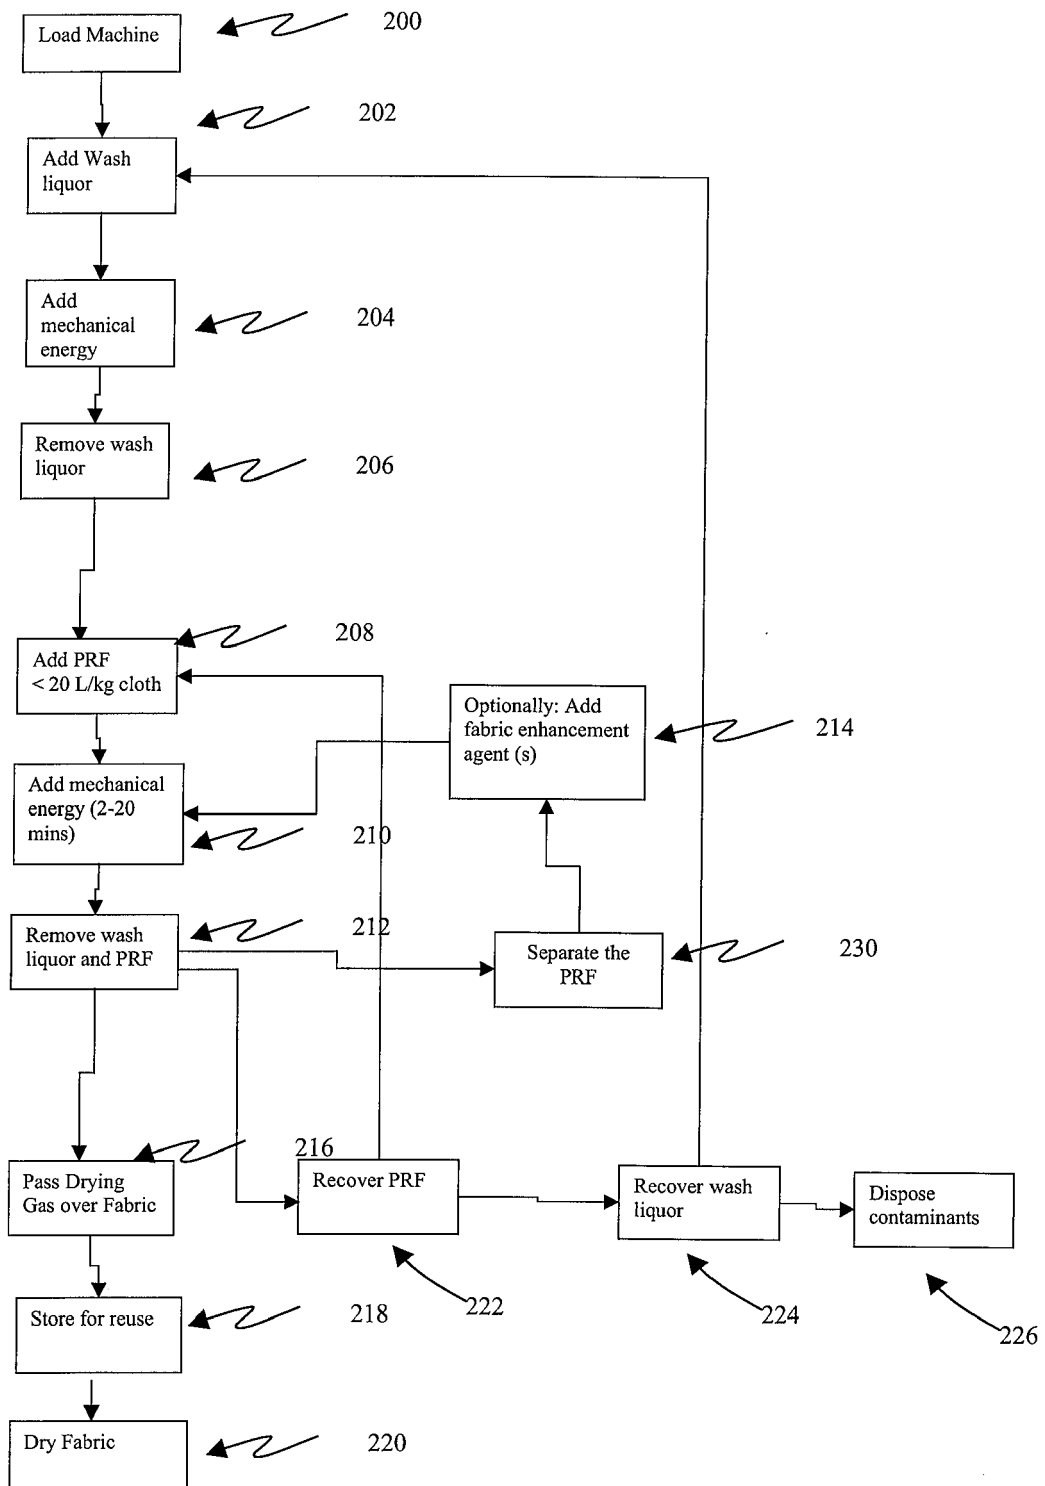 Load Machine
200
202
Add Wash
liquor
Add
mechanical
energy
204
Remove wash
liquor
206
208
Add PRF
< 20 L/kg cloth
Optionally: Add
fabric enhancement
agent (s)
214
Add mechanical
energy (2-20
mins)
210
212
Remove wash
liquor and PRF
Separate the
PRF
230
216
Pass Drying
Gas over Fabric
Recover PRF
Recover wash
liquor
Dispose
contaminants
222
224
226
Store for reuse
218
Dry Fabric
220